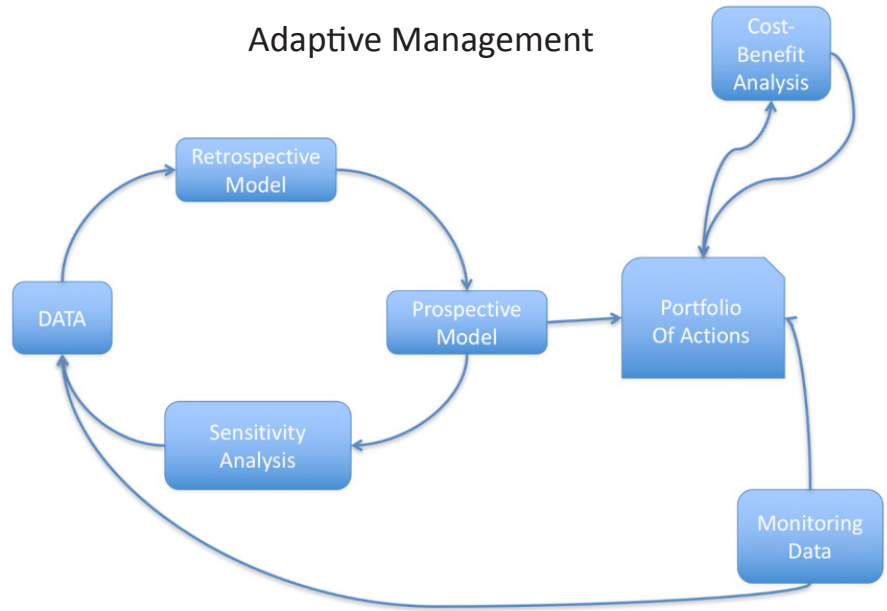 Adaptive Management
Cost-
Benefit
Analysis
Retrospective
Model
DATA
Prospective
Model
Portfolio
Of Actions
Sensitivity
Analysis
Monitoring
Data